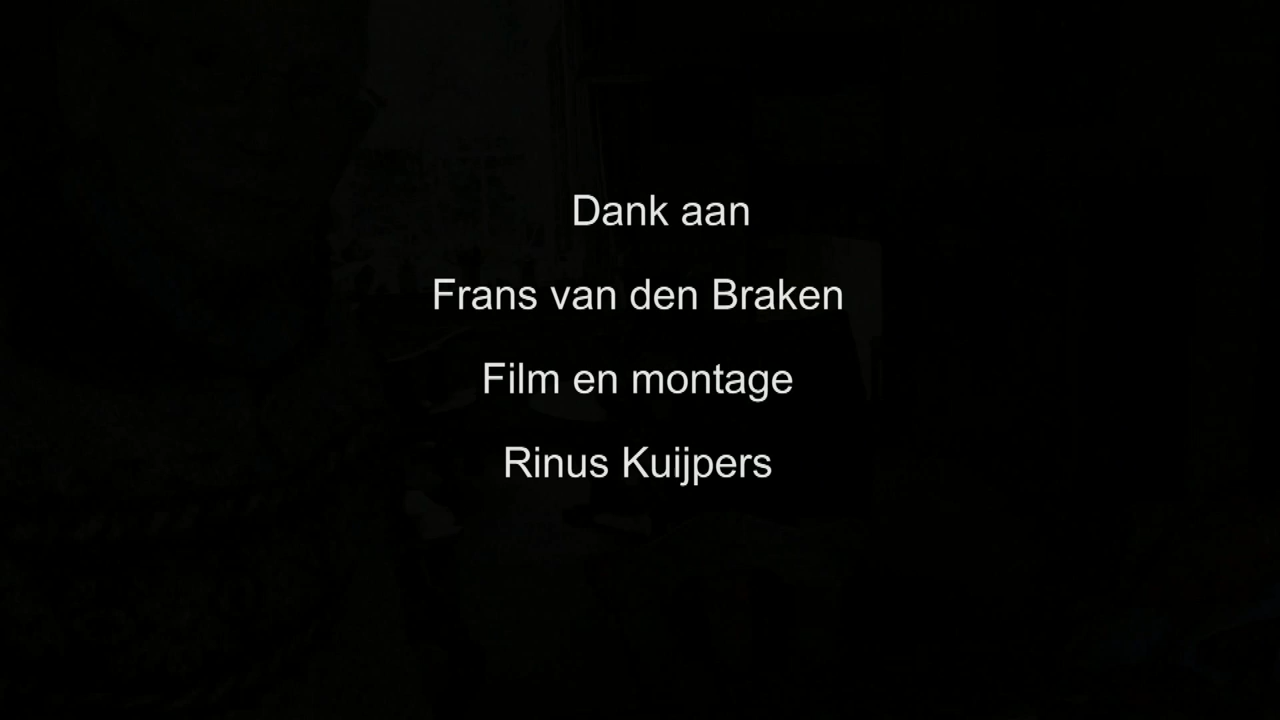 Dank aan
Frans van den Braken
Film en montage
Rinus Kuijpers